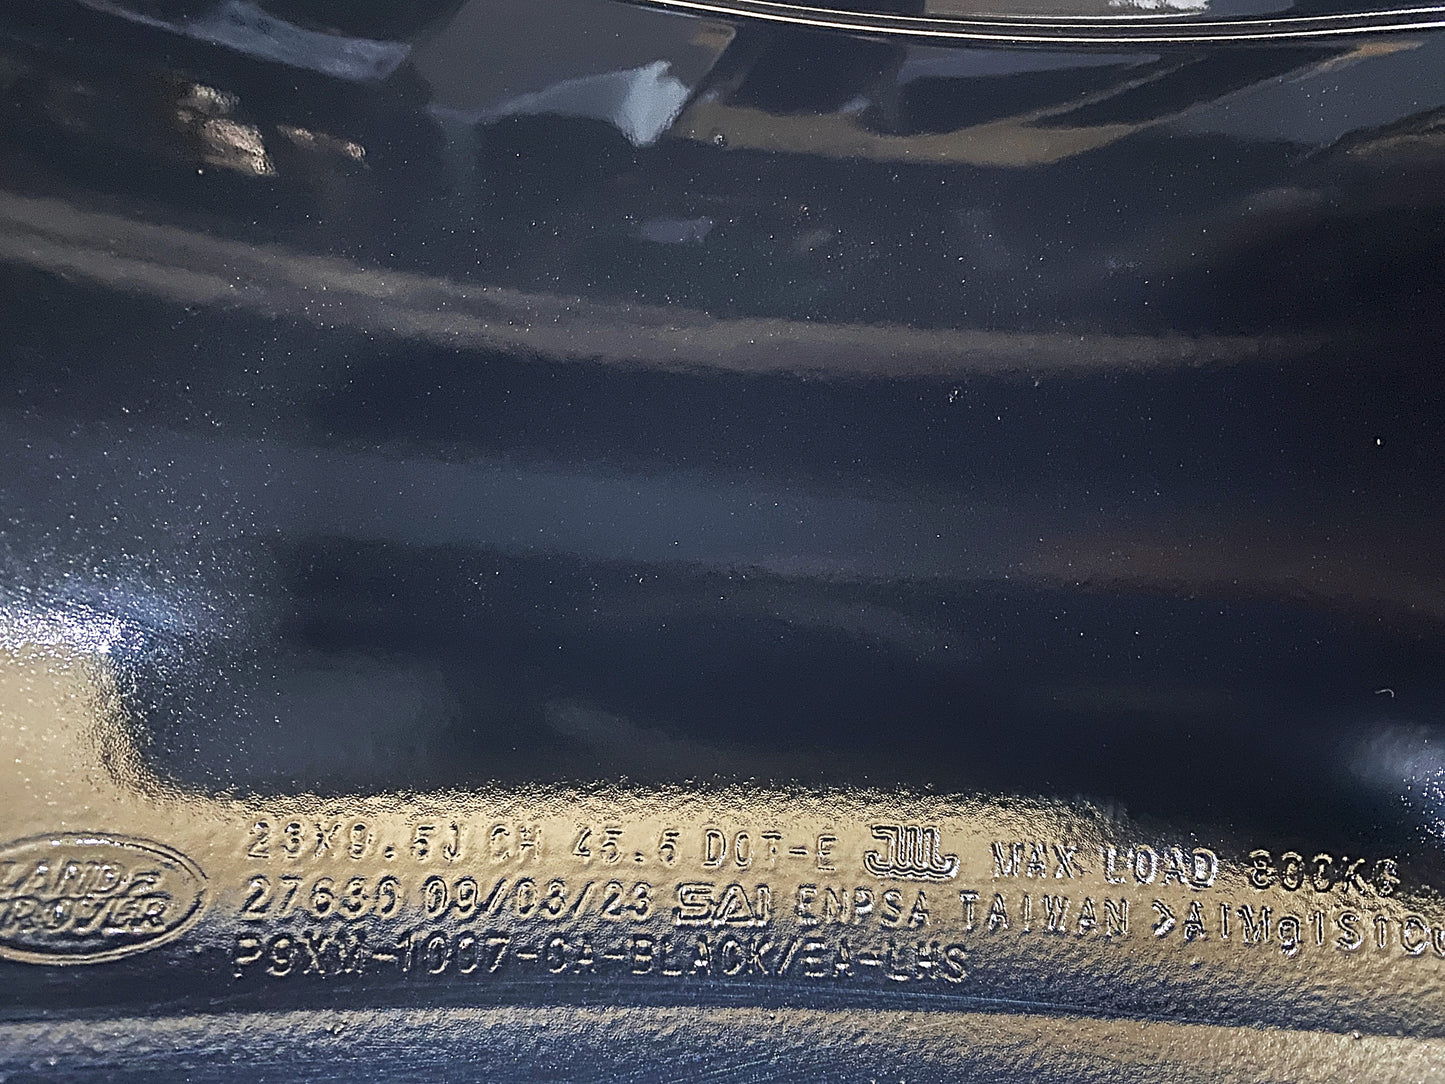 LAND-
ROVER
23X9.5J CH 45.5 DOT-E JWL MAX LOAD 800KG
27630 09/03/23 SAI ENPSA TAIWAN >AlMg1Si0Cu
P9XM-1007-CA-BLACK/EA-LHS